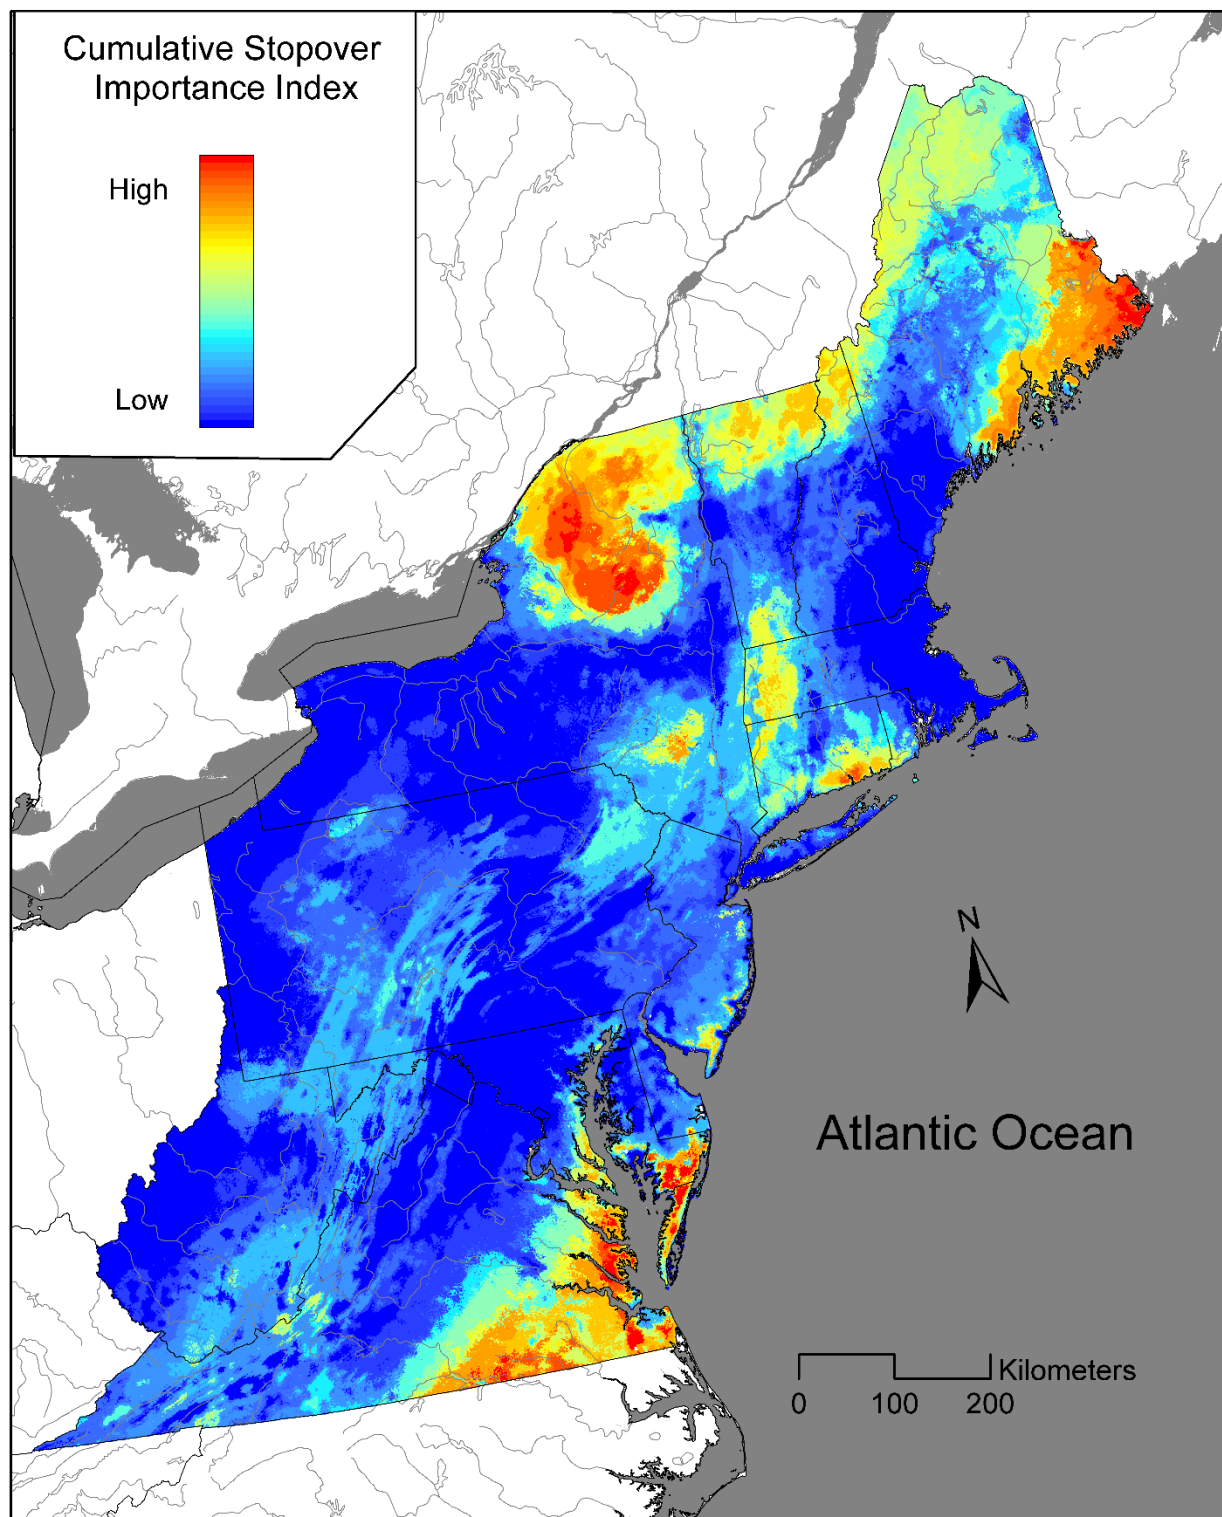 Cumulative Stopover
Importance Index
High
Low
N
Atlantic Ocean
Kilometers
0 100 200